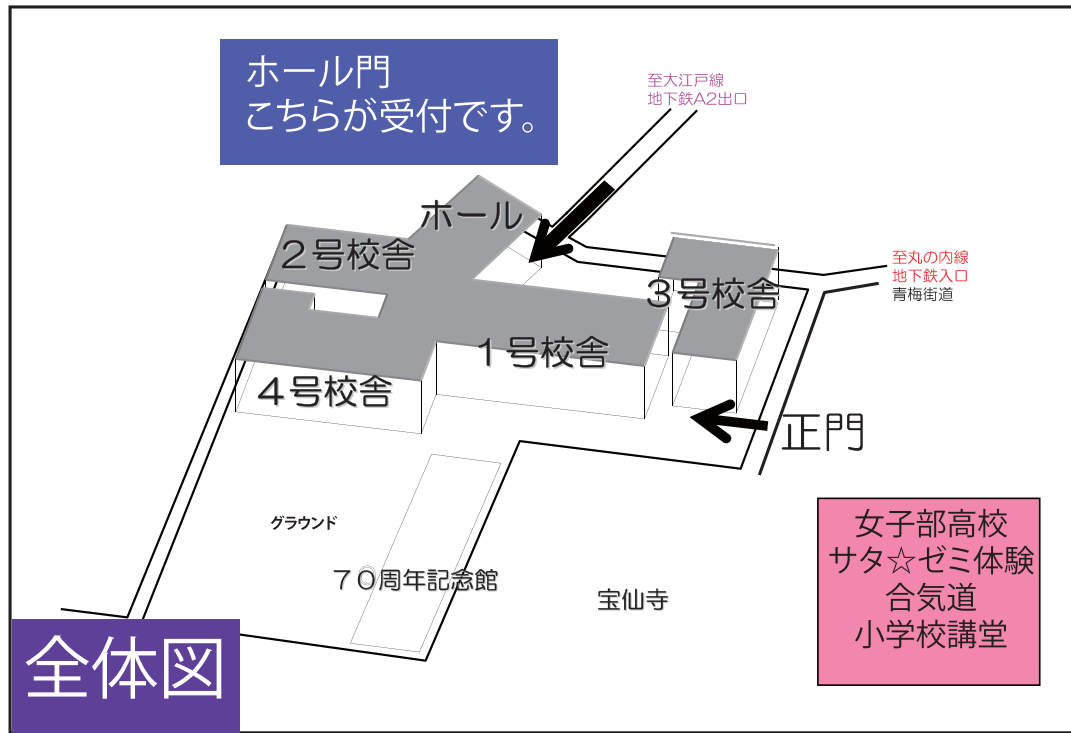 ホール門
こちらが受付です。
至大江戸線
地下鉄A2出口
ホール
2号校舎
至丸の内線
地下鉄入口
青梅街道
3号校舎
1号校舎
4号校舎
正門
グラウンド
70周年記念館
宝仙寺
女子部高校
サタ☆ゼミ体験
合気道
小学校講堂
全体図